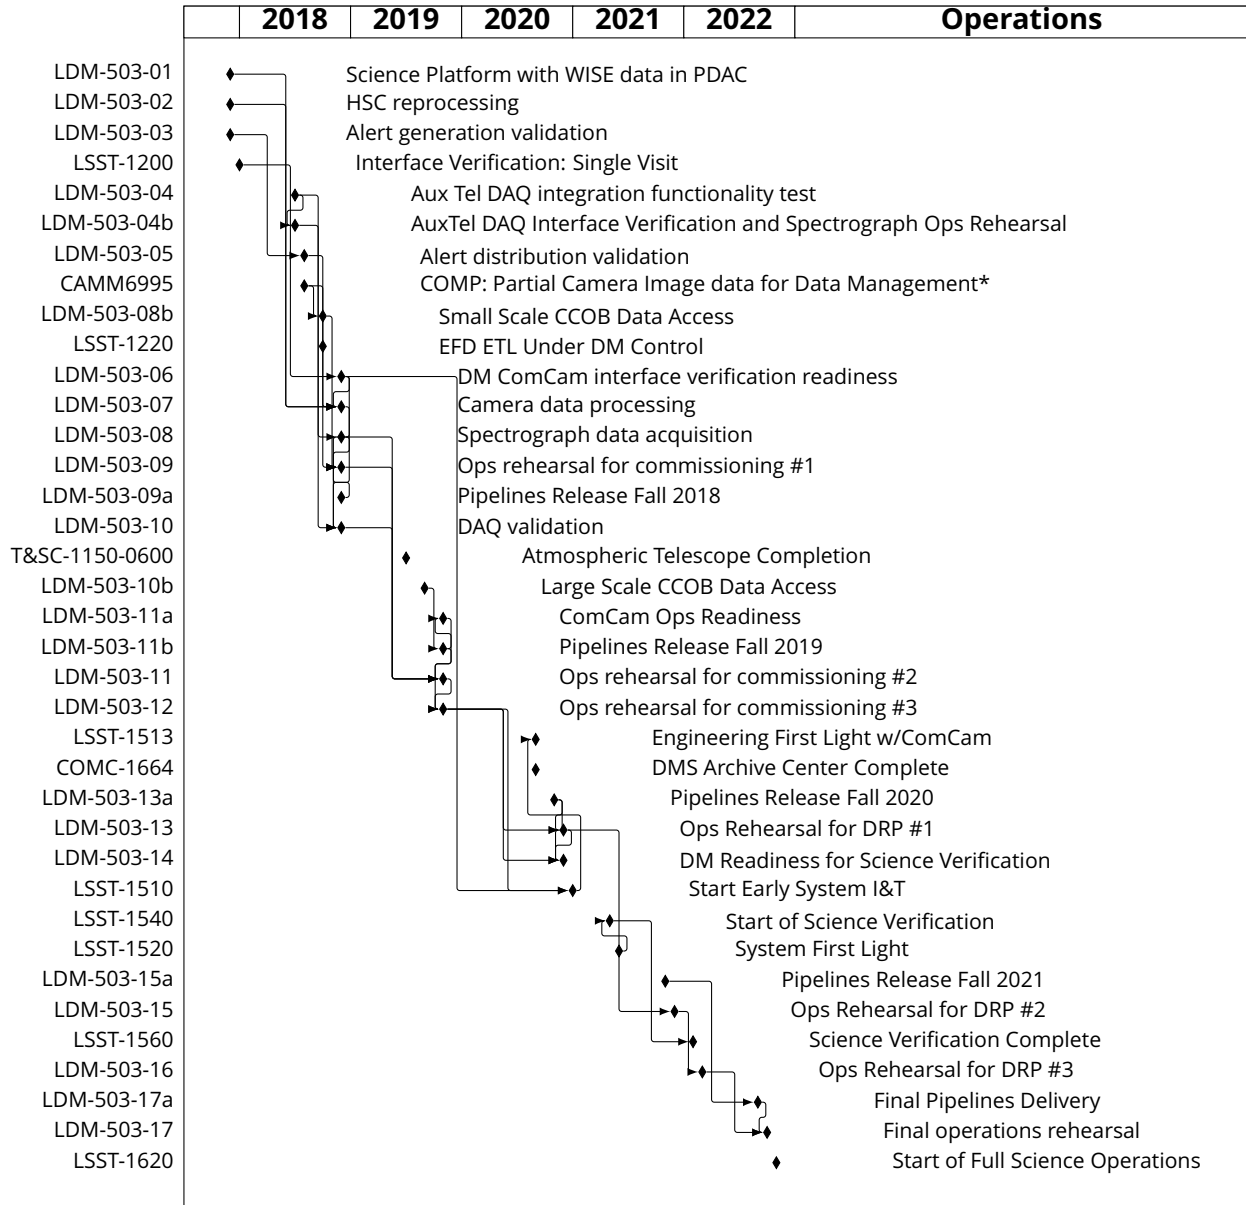 2018 2019 2020 2021 2022 Operations
LDM-503-01 Science Platform with WISE data in PDAC
LDM-503-02 HSC reprocessing
LDM-503-03 Alert generation validation
LSST-1200 Interface Verification: Single Visit
LDM-503-04 Aux Tel DAQ integration functionality test
LDM-503-04b AuxTel DAQ Interface Verification and Spectrograph Ops Rehearsal
LDM-503-05 Alert distribution validation
CAMM6995 COMP: Partial Camera Image data for Data Management*
LDM-503-08b Small Scale CCOB Data Access
LSST-1220 EFD ETL Under DM Control
LDM-503-06 DM ComCam interface verification readiness
LDM-503-07 Camera data processing
LDM-503-08 Spectrograph data acquisition
LDM-503-09 Ops rehearsal for commissioning #1
LDM-503-09a Pipelines Release Fall 2018
LDM-503-10 DAQ validation
T&SC-1150-0600 Atmospheric Telescope Completion
LDM-503-10b Large Scale CCOB Data Access
LDM-503-11a ComCam Ops Readiness
LDM-503-11b Pipelines Release Fall 2019
LDM-503-11 Ops rehearsal for commissioning #2
LDM-503-12 Ops rehearsal for commissioning #3
LSST-1513 Engineering First Light w/ComCam
COMC-1664 DMS Archive Center Complete
LDM-503-13a Pipelines Release Fall 2020
LDM-503-13 Ops Rehearsal for DRP #1
LDM-503-14 DM Readiness for Science Verification
LSST-1510 Start Early System I&T
LSST-1540 Start of Science Verification
LSST-1520 System First Light
LDM-503-15a Pipelines Release Fall 2021
LDM-503-15 Ops Rehearsal for DRP #2
LSST-1560 Science Verification Complete
LDM-503-16 Ops Rehearsal for DRP #3
LDM-503-17a Final Pipelines Delivery
LDM-503-17 Final operations rehearsal
LSST-1620 Start of Full Science Operations